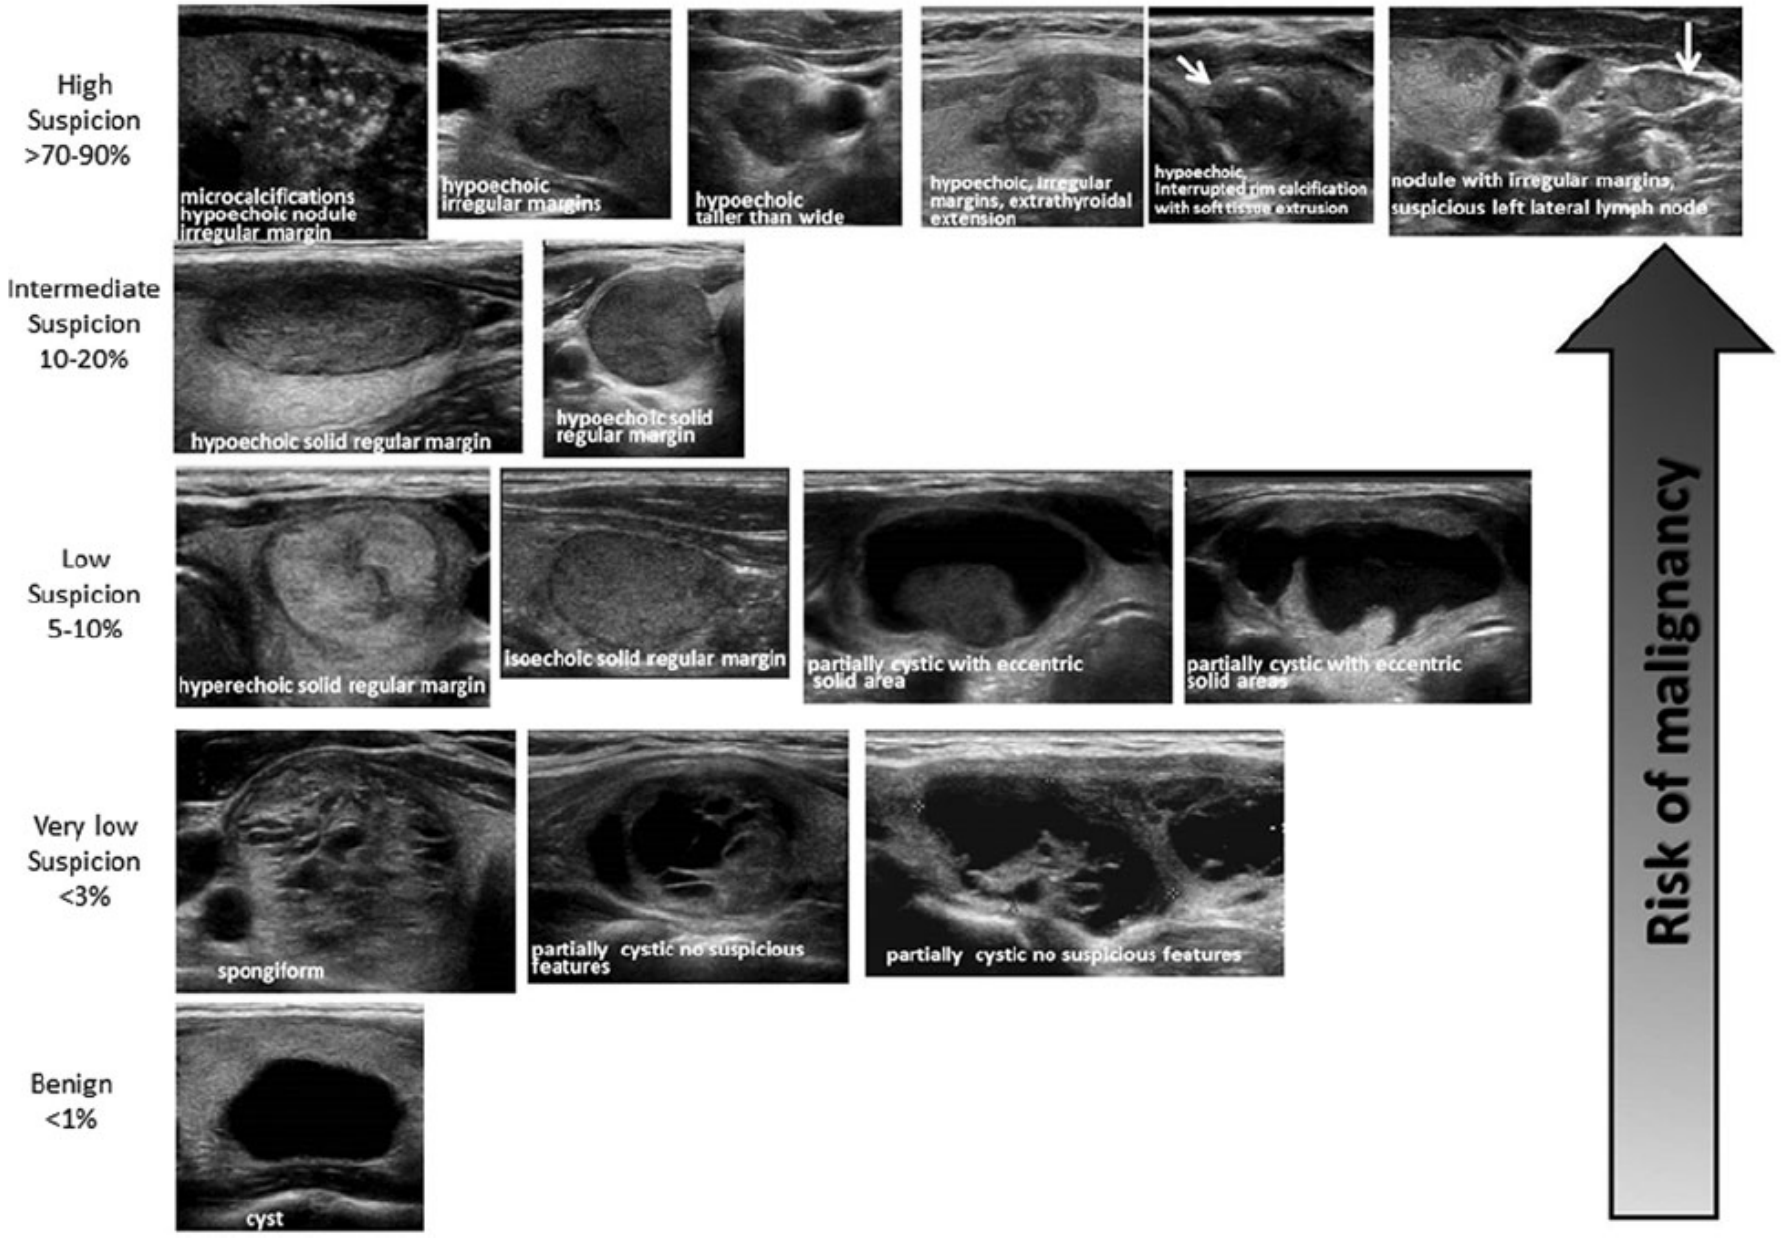 High
Suspicion
>70-90%
microcalcifications
hypoechoic nodule
irregular margin
hypoechoic
irregular margins
hypoechoic
taller than wide
hypoechoic, irregular
margins, extrathyroidal
extension
hypoechoic,
Interrupted rim calcification
with soft tissue extrusion
nodule with irregular margins,
suspicious left lateral lymph node
Intermediate
Suspicion
10-20%
hypoechoic solid regular margin
hypoechoic solid
regular margin
Low
Suspicion
5-10%
hyperechoic solid regular margin
isoechoic solid regular margin
partially cystic with eccentric
solid area
partially cystic with eccentric
solid areas
Very low
Suspicion
<3%
spongiform
partially cystic no suspicious
features
partially cystic no suspicious features
Benign
<1%
cyst
Risk of malignancy